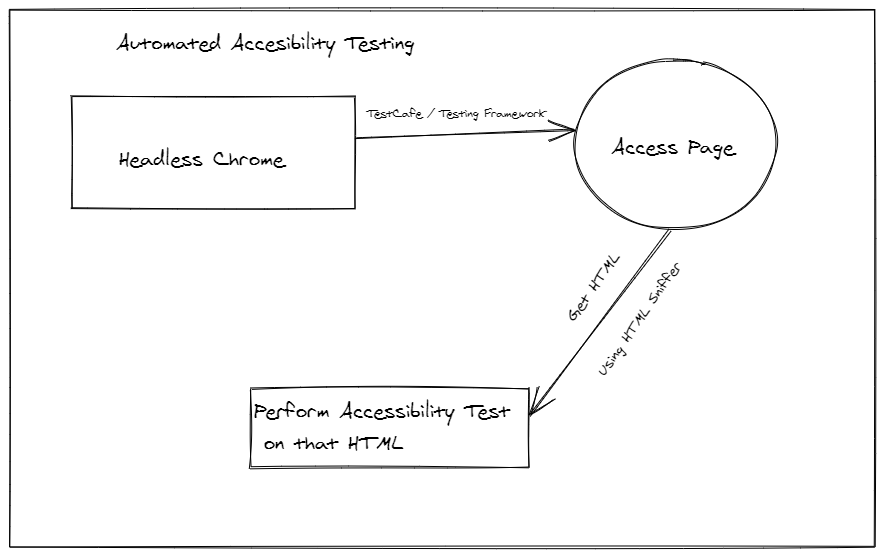 Automated Accesibility Testing
TestCafe / Testing Framework
Headless Chrome
Access Page
Get HTML
Using HTML Sniffer
Perform Accessibility Test
on that HTML